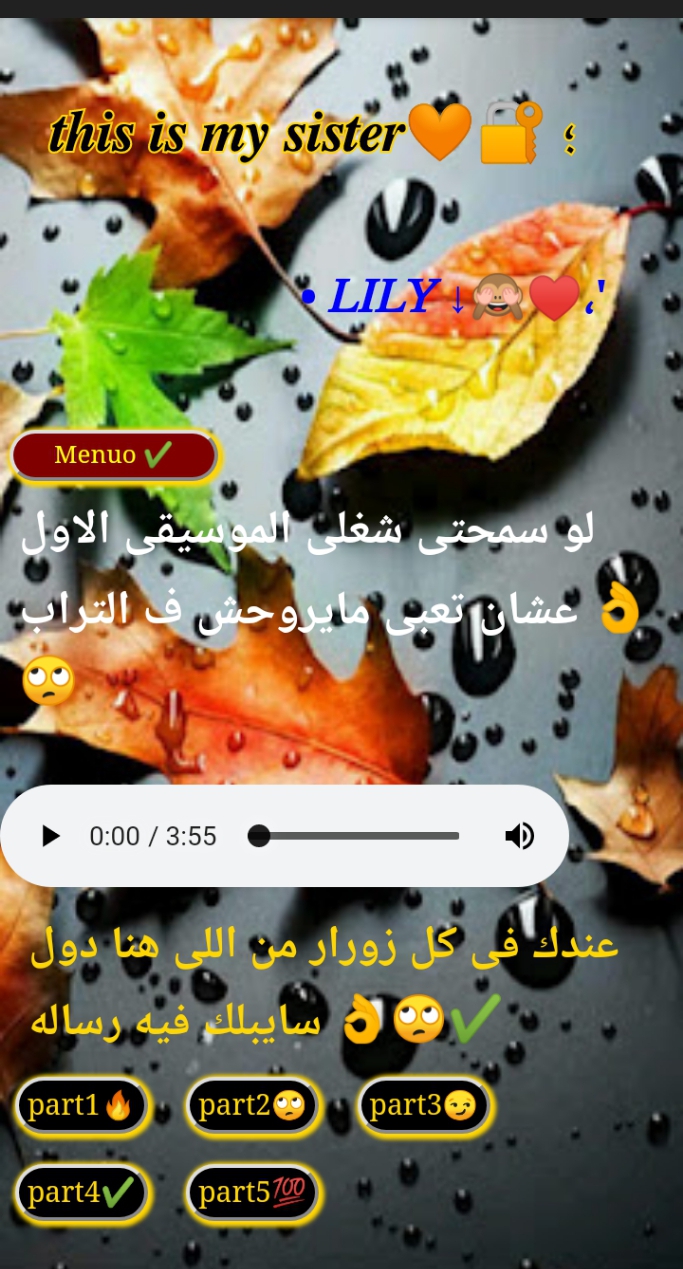 this is my sister🧡🔐 ؛
• LILY ↓🙈♥️،'
Menuo ✅
لو سمحتى شغلى الموسيقى الاول
عشان تعبى مايروحش ف التراب 👌
🙄
0:00 / 3:55
عندك فى كل زورار من اللى هنا دول
سايبلك فيه رساله 👌🙄✅
part1🔥 part2🙄 part3😏
part4✅ part5💯